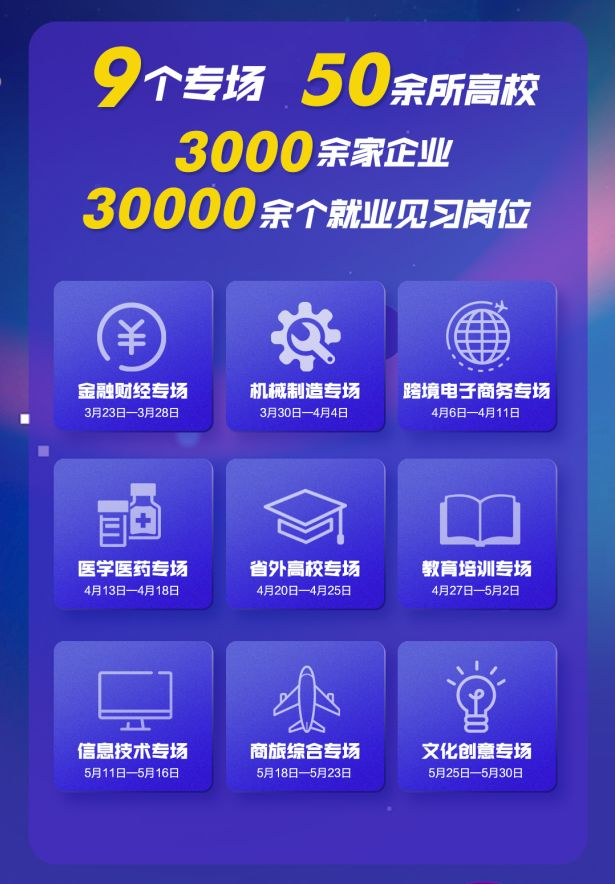 9个专场 50余所高校
3000余家企业
30000余个就业见习岗位
金融财经专场
3月23日—3月28日
机械制造专场
3月30日—4月4日
跨境电子商务专场
4月6日—4月11日
医学医药专场
4月13日—4月18日
省外高校专场
4月20日—4月25日
教育培训专场
4月27日—5月2日
信息技术专场
5月11日—5月16日
商旅综合专场
5月18日—5月23日
文化创意专场
5月25日—5月30日